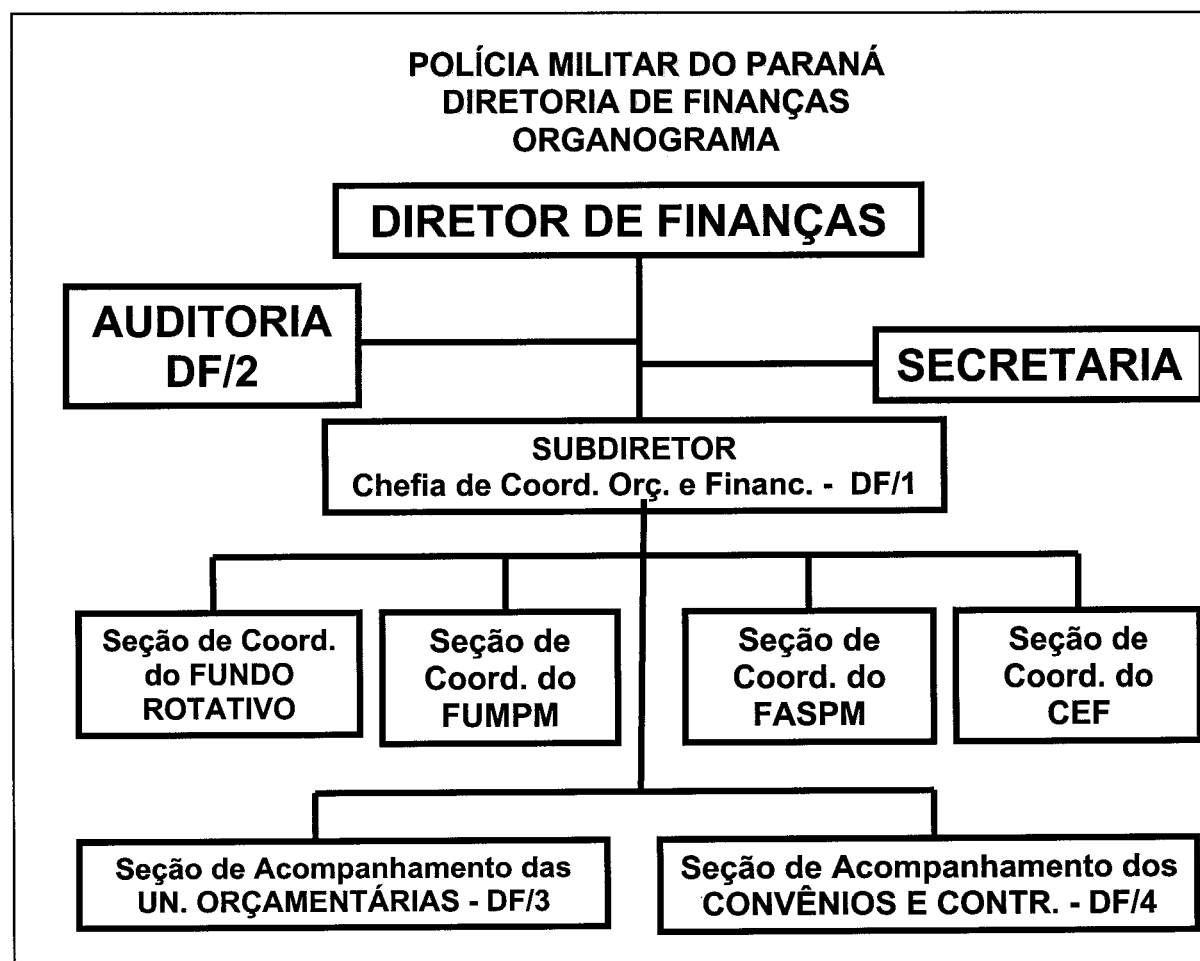 POLÍCIA MILITAR DO PARANÁ
DIRETORIA DE FINANÇAS
ORGANOGRAMA
DIRETOR DE FINANÇAS
AUDITORIA
DF/2
SECRETARIA
SUBDIRETOR
Chefia de Coord. Orç. e Financ. - DF/1
Seção de Coord.
do FUNDO
ROTATIVO
Seção de
Coord. do
FUMPM
Seção de
Coord. do
FASPM
Seção de
Coord. do
CEF
Seção de Acompanhamento das
UN. ORÇAMENTÁRIAS - DF/3
Seção de Acompanhamento dos
CONVÊNIOS E CONTR. - DF/4